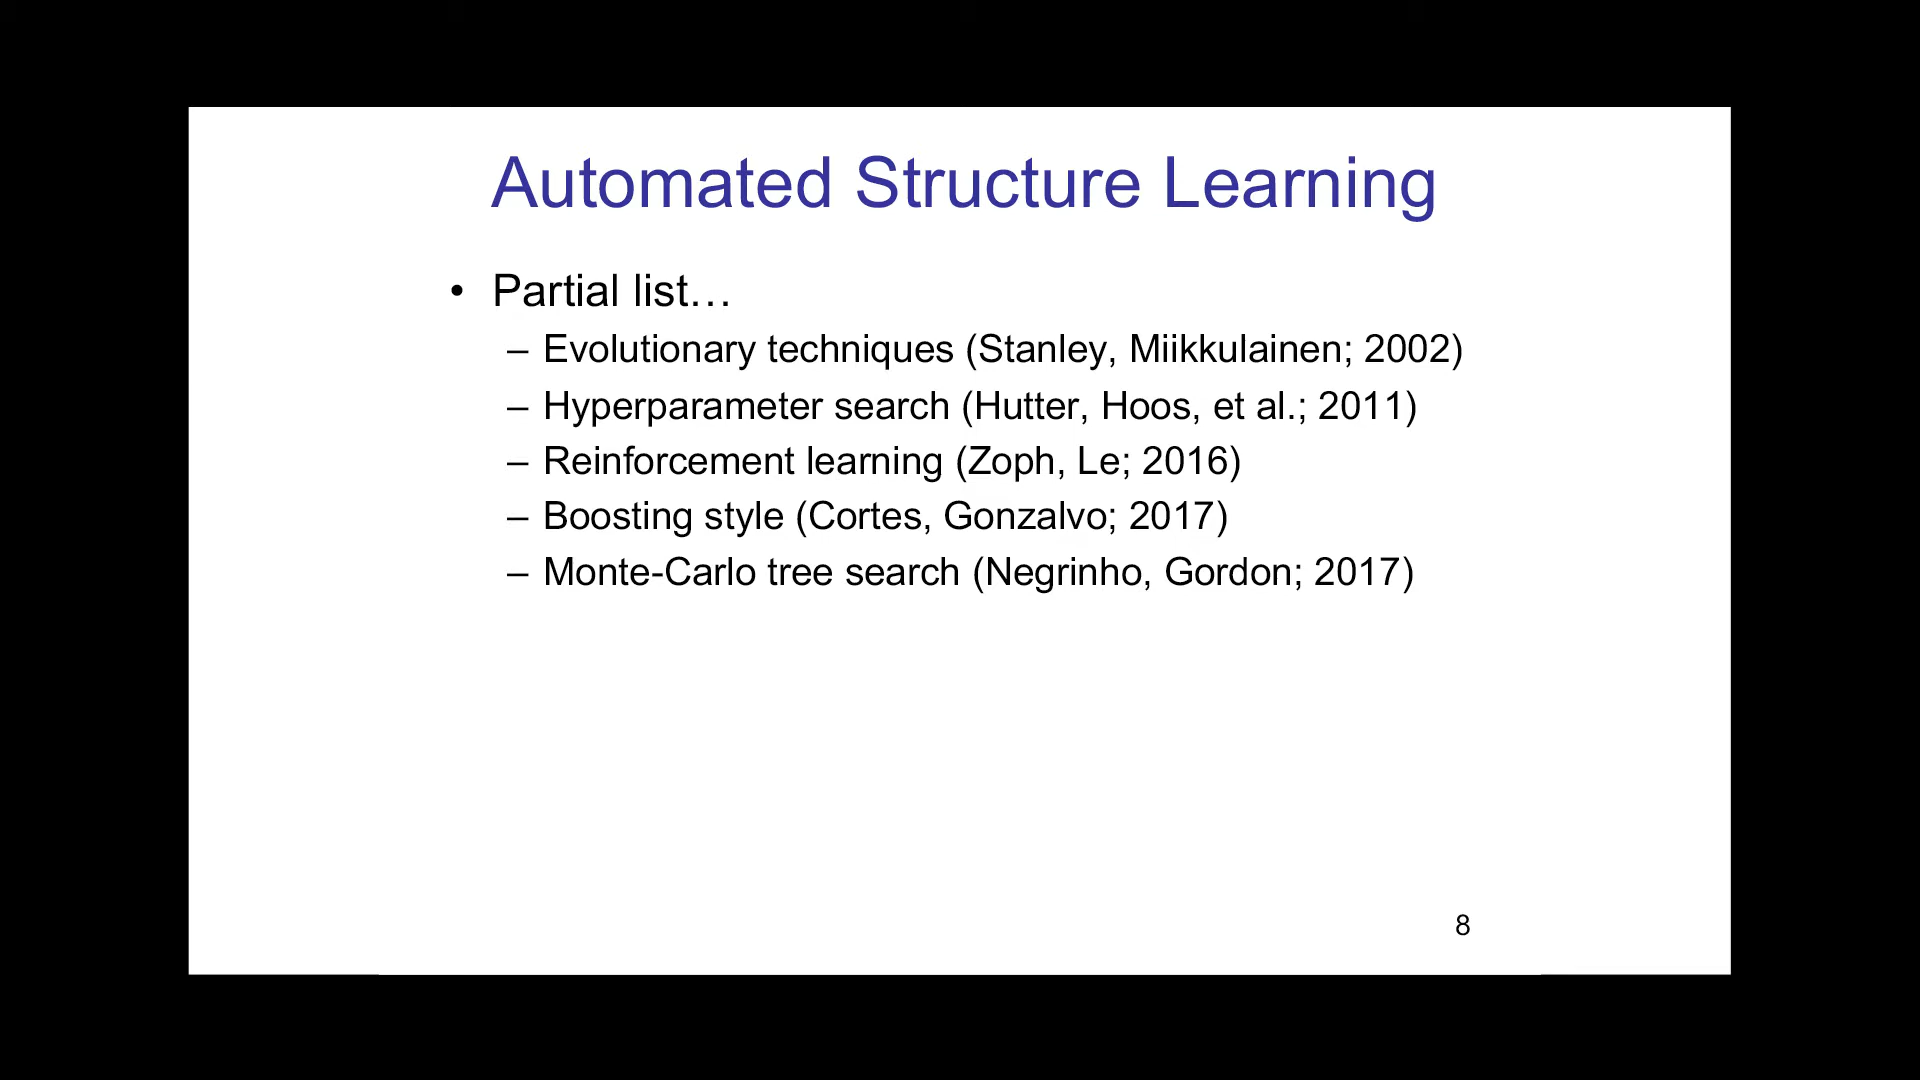 Automated Structure Learning
• Partial list…
– Evolutionary techniques (Stanley, Miikkulainen; 2002)
– Hyperparameter search (Hutter, Hoos, et al.; 2011)
– Reinforcement learning (Zoph, Le; 2016)
– Boosting style (Cortes, Gonzalvo; 2017)
– Monte-Carlo tree search (Negrinho, Gordon; 2017)
8